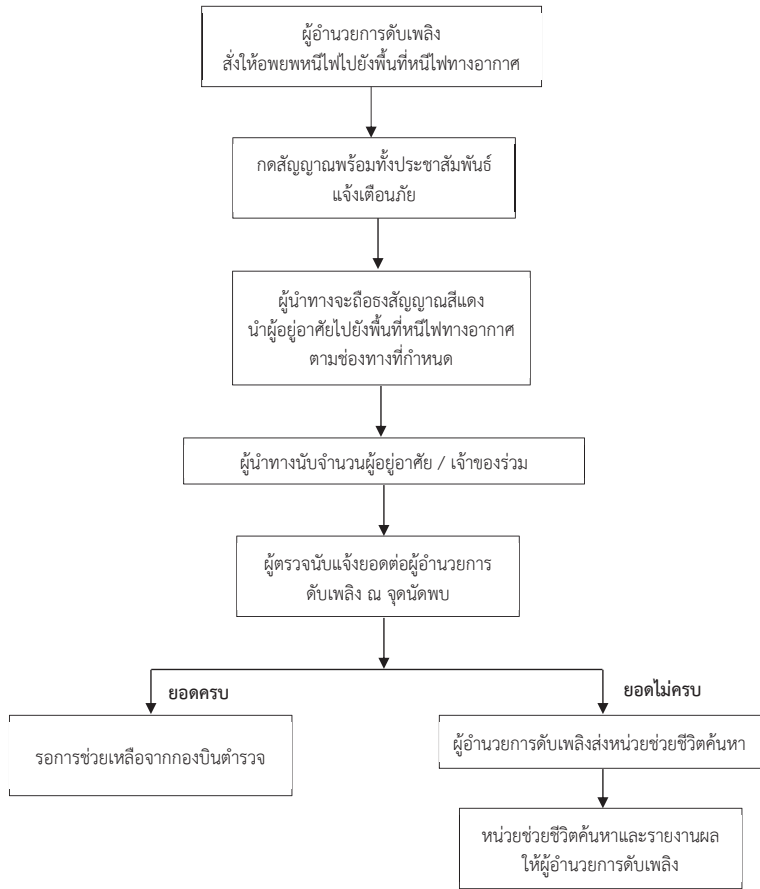 ผู้อำนวยการดับเพลิง
สั่งให้อพยพหนีไฟไปยังพื้นที่หนีไฟทางอากาศ
กดสัญญาณพร้อมทั้งประชาสัมพันธ์
แจ้งเตือนภัย
ผู้นำทางจะถือธงสัญญาณสีแดง
นำผู้อยู่อาศัยไปยังพื้นที่หนีไฟทางอากาศ
ตามช่องทางที่กำหนด
ผู้นำทางนับจำนวนผู้อยู่อาศัย / เจ้าของร่วม
ผู้ตรวจนับแจ้งยอดต่อผู้อำนวยการ
ดับเพลิง ณ จุดนัดพบ
ยอดครบ
ยอดไม่ครบ
รอการช่วยเหลือจากกองบินตำรวจ
ผู้อำนวยการดับเพลิงส่งหน่วยช่วยชีวิตค้นหา
หน่วยช่วยชีวิตค้นหาและรายงานผล
ให้ผู้อำนวยการดับเพลิง